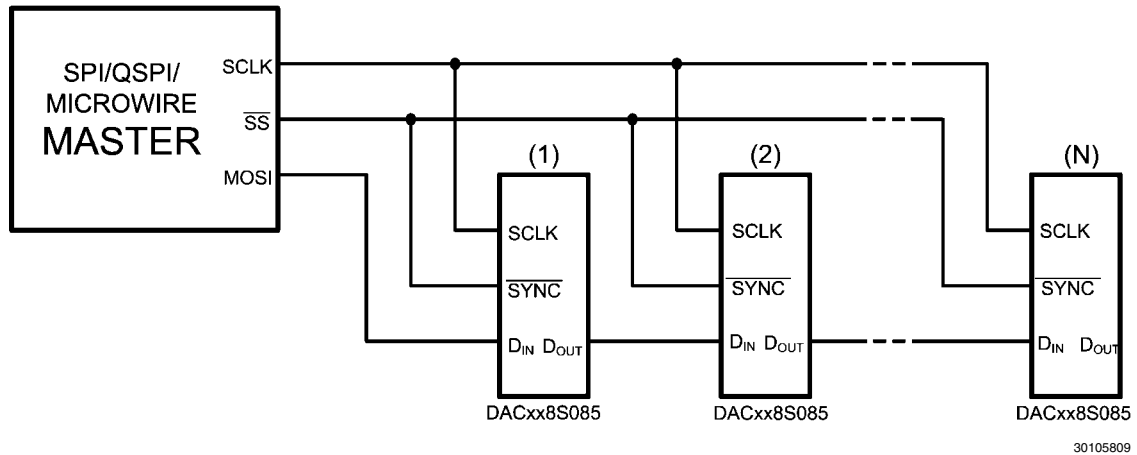 SPI/QSPI/
MICROWIRE
MASTER
SCLK
SS
MOSI
(1)
(2)
(N)
SCLK
SYNC
DIN DOUT
SCLK
SYNC
DIN DOUT
SCLK
SYNC
DIN DOUT
DACxx8S085
DACxx8S085
DACxx8S085
30105809